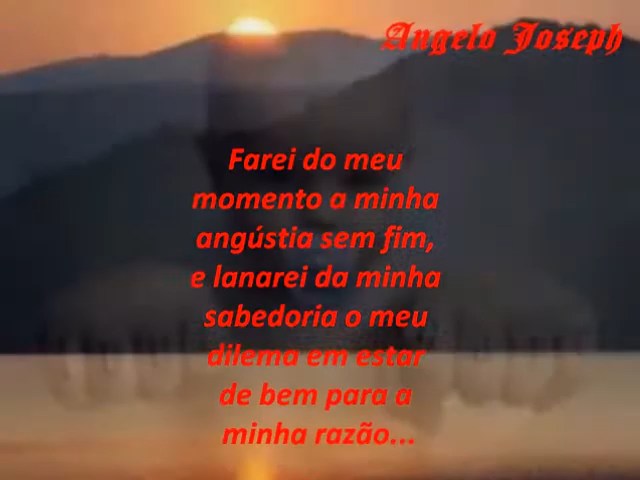 Angelo Joseph
Farei do meu
momento a minha
angústia sem fim,
e lanarei da minha
sabedoria o meu
dilema em estar
de bem para a
minha razão...